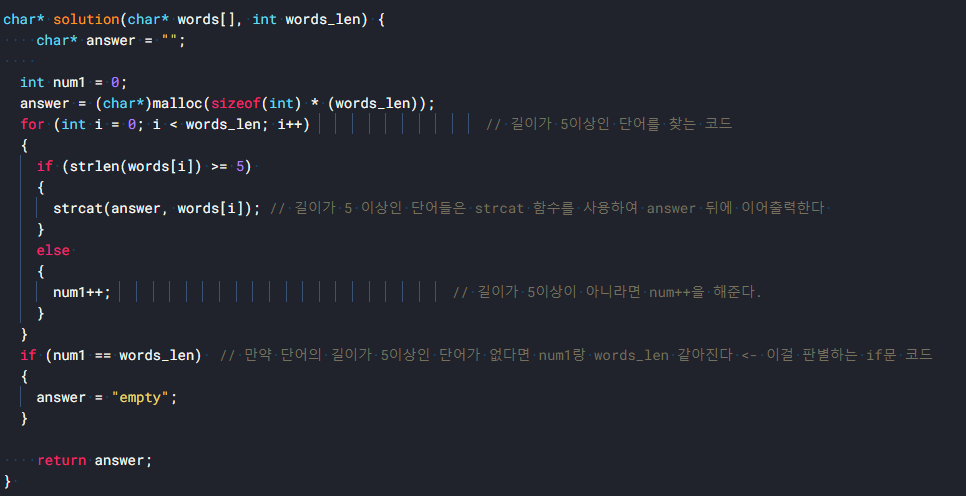 char* solution(char* words[], int words_len) {
    char* answer = "";

  int num1 = 0;
  answer = (char*)malloc(sizeof(int) * (words_len));
  for (int i = 0; i < words_len; i++) // 길이가 5이상인 단어를 찾는 코드
  {
    if (strlen(words[i]) >= 5)
    {
      strcat(answer, words[i]); // 길이가 5 이상인 단어들은 strcat 함수를 사용하여 answer 뒤에 이어출력한다
    }
    else
    {
      num1++; // 길이가 5이상이 아니라면 num++을 해준다.
    }
  }
  if (num1 == words_len)  // 만약 단어의 길이가 5이상인 단어가 없다면 num1랑 words_len 같아진다 <- 이걸 판별하는 if문 코드
  {
    answer = "empty";
  }

    return answer;
}